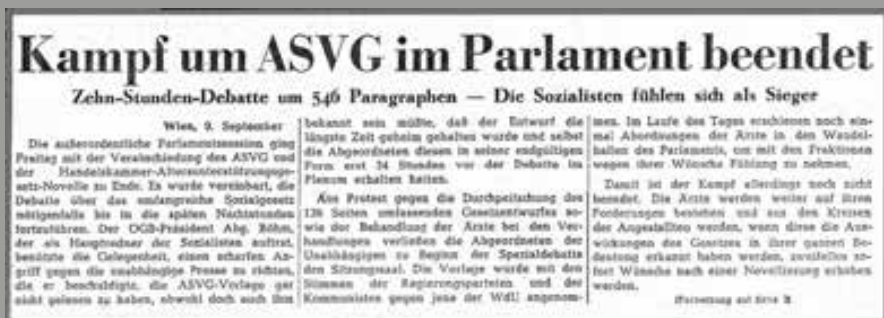 Kampf um ASVG im Parlament beendet
Zehn-Stunden-Debatte um 546 Paragraphen — Die Sozialisten fühlen sich als Sieger
Wien, 9. September
Die außerordentliche Parlamentssession ging
Freitag mit der Verabschiedung des ASVG und
der Handelskammer-Altersunterstützungsge-
setz-Novelle zu Ende. Es wurde vereinbart, die
Debatte über das umfangreiche Sozialgesetz
nötigenfalls bis in die späten Nachtstunden
fortzuführen. Der ÖGB-Präsident Abg. Böhm,
der als Hauptredner der Sozialisten auftrat,
benützte die Gelegenheit, einen scharfen An-
griff gegen die unabhängige Presse zu richten,
die er beschuldigte, die ASVG-Vorlage gar
nicht gelesen zu haben, obwohl doch auch ihm
bekannt sein müßte, daß der Entwurf die
längste Zeit geheim gehalten wurde und selbst
die Abgeordneten diesen in seiner endgültigen
Form erst 24 Stunden vor der Debatte im
Plenum erhalten hatten.
Aus Protest gegen die Durchpeitschung des
136 Seiten umfassenden Gesetzentwurfes so-
wie der Behandlung der Ärzte bei den Ver-
handlungen verließen die Abgeordneten der
Unabhängigen zu Beginn der Spezialdebatte
den Sitzungssaal. Die Vorlage wurde mit den
Stimmen der Regierungsparteien und der
Kommunisten gegen jene der WdU angenom-
men. Im Laufe des Tages erschienen noch ein-
mal Abordnungen der Ärzte in den Wandel-
hallen des Parlaments, um mit den Fraktionen
wegen ihrer Wünsche Fühlung zu nehmen.
Damit ist der Kampf allerdings noch nicht
beendet. Die Ärzte werden weiter auf ihren
Forderungen bestehen und aus den Kreisen
der Angestellten werden, wenn diese die Aus-
wirkungen des Gesetzes in ihrer ganzen Be-
deutung erkannt haben werden, zweifellos so-
fort Wünsche nach einer Novellierung erhoben
werden.
(Fortsetzung auf Seite 2)